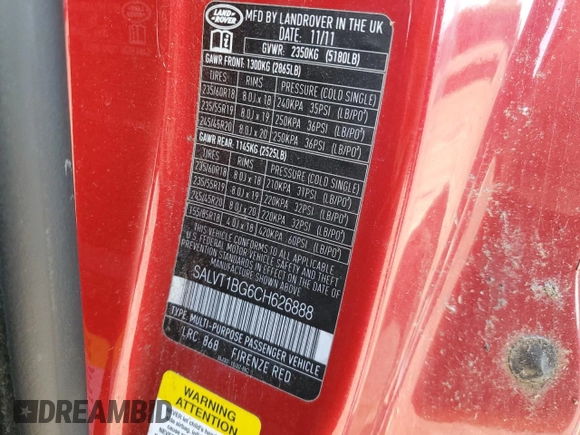 LAND ROVER
MFD BY LANDROVER IN THE UK
DATE: 11/11
GVWR: 2350KG (5180LB)
GAWR FRONT: 1300KG (2865LB)
TIRES RIMS PRESSURE (COLD SINGLE)
235/60R18 8.0J x 18 240KPA 35PSI (LB/PO²)
235/55R19 8.0J x 19 250KPA 36PSI (LB/PO²)
245/45R20 8.0J x 20 250KPA 36PSI (LB/PO²)
GAWR REAR: 1145KG (2525LB)
TIRES RIMS PRESSURE (COLD SINGLE)
235/60R18 8.0J x 18 210KPA 31PSI (LB/PO²)
235/55R19 8.0J x 19 220KPA 32PSI (LB/PO²)
245/45R20 8.0J x 20 220KPA 32PSI (LB/PO²)
155/85R18 4.0J x 18 420KPA 60PSI (LB/PO²)
THIS VEHICLE CONFORMS TO ALL APPLICABLE
U.S. FEDERAL MOTOR VEHICLE SAFETY AND
THEFT PREVENTION STANDARDS IN EFFECT
ON THE DATE OF MANUFACTURE
SHOWN ABOVE.
SALVT1BG6CH626888
TYPE: MULTI-PURPOSE PASSENGER VEHICLE
LRC 868 FIRENZE RED
WARNING
ATTENTION
DREAMBID